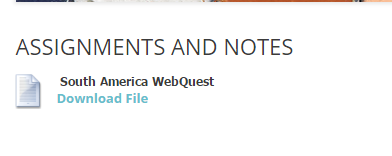 ASSIGNMENTS AND NOTES
South America WebQuest
Download File